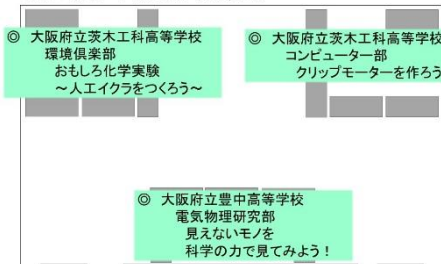 ◎ 大阪府立茨木工科高等学校
環境倶楽部
おもしろ化学実験
～人工イクラをつくろう～
◎ 大阪府立茨木工科高等学校
コンピューター部
クリップモーターを作ろう
◎ 大阪府立豊中高等学校
電気物理研究部
見えないモノを
科学の力で見てみよう！